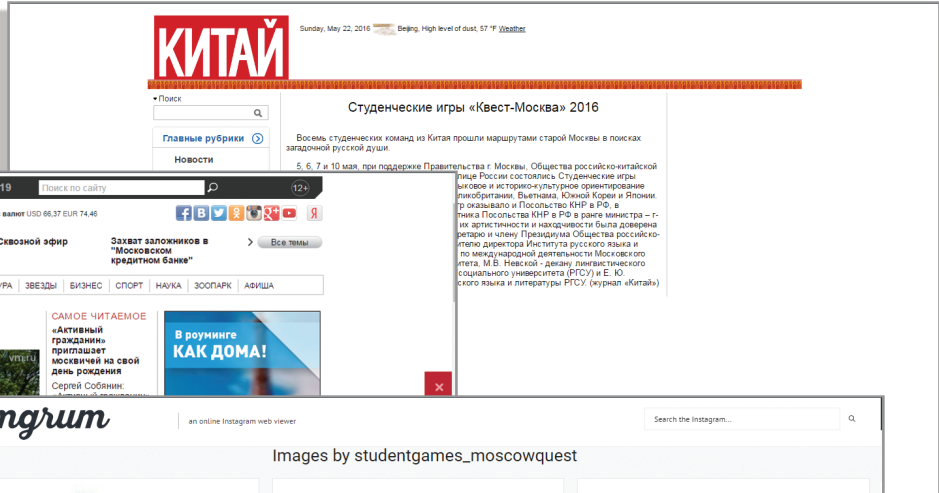 КИТАЙ
Sunday, May 22, 2016 Beijing, High level of dust, 57 °F Weather
Поиск
Главные рубрики
Новости
Студенческие игры «Квест-Москва» 2016
Восемь студенческих команд из Китая прошли маршрутами старой Москвы в поисках
загадочной русской души.
5, 6, 7 и 10 мая, при поддержке Правительства г. Москвы, Общества российско-китайской
лице России состоялись Студенческие игры
ыковое и историко-культурное ориентирование
ликобритании, Вьетнама, Южной Кореи и Японии.
тр оказывало и Посольство КНР в РФ, в
тника Посольства КНР в РФ в ранге министра – г-
их артистичности и находчивости была доверена
ретарю и члену Президиума Общества российско-
ителю директора Института русского языка и
по международной деятельности Московского
итета, М.В. Невской - декану лингвистического
социального университета (РГСУ) и Е. Ю.
ского языка и литературы РГСУ. (журнал «Китай»)
19 Поиск по сайту 12+
валют USD 66,37 EUR 74,46
Сквозной эфир
Захват заложников в
"Московском
кредитном банке"
Все темы
УРА ЗВЕЗДЫ БИЗНЕС СПОРТ НАУКА ЗООПАРК АФИША
САМОЕ ЧИТАЕМОЕ
«Активный
гражданин»
приглашает
москвичей на свой
день рождения
Сергей Собянин:
vm.ru
В роуминге
КАК ДОМА!
ngrum
an online Instagram web viewer
Search the Instagram...
Images by studentgames_moscowquest